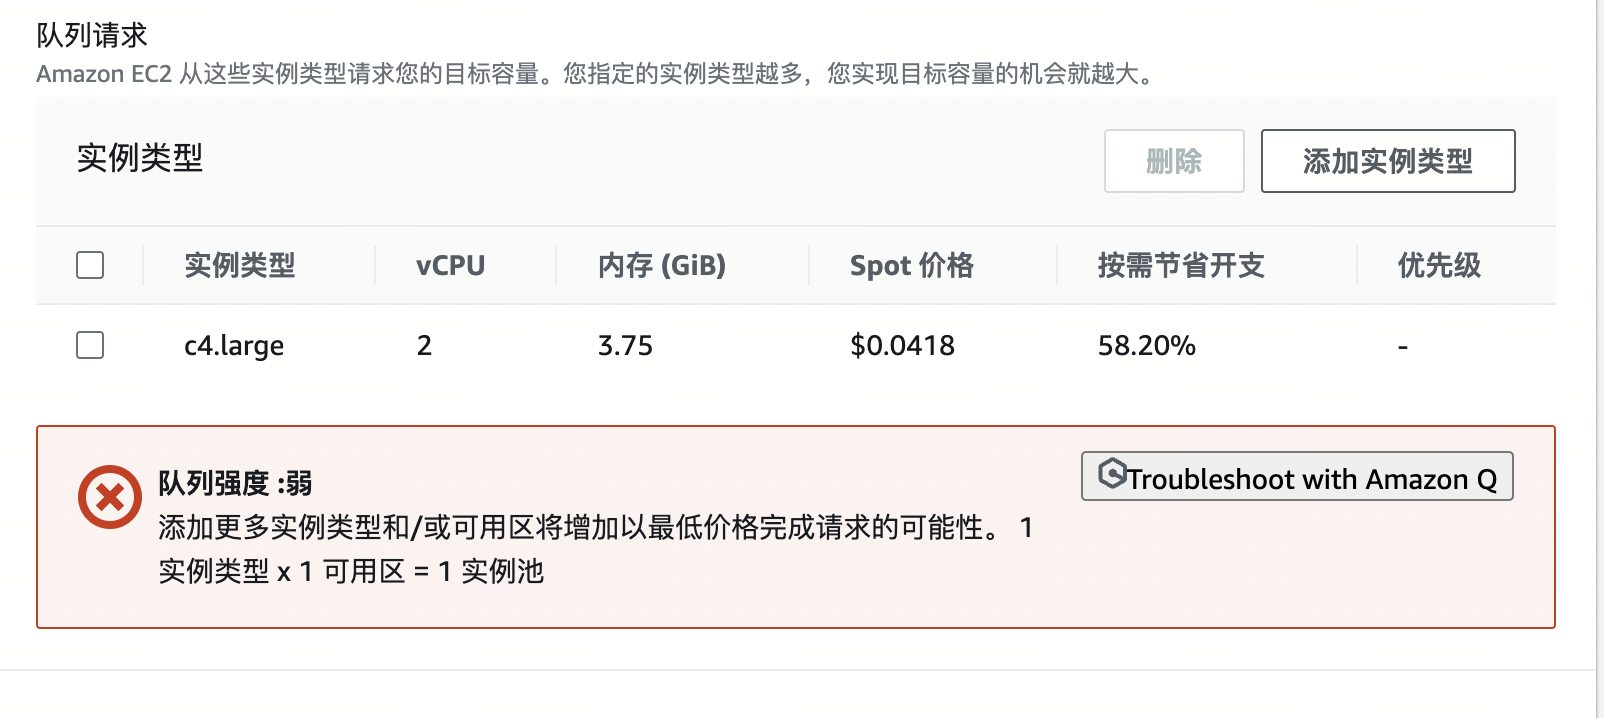 队列请求
Amazon EC2 从这些实例类型请求您的目标容量。您指定的实例类型越多，您实现目标容量的机会就越大。
实例类型
删除
添加实例类型
实例类型 vCPU 内存 (GiB) Spot 价格 按需节省开支 优先级
c4.large 2 3.75 $0.0418 58.20% -
队列强度 :弱
Troubleshoot with Amazon Q
添加更多实例类型和/或可用区将增加以最低价格完成请求的可能性。 1
实例类型 x 1 可用区 = 1 实例池